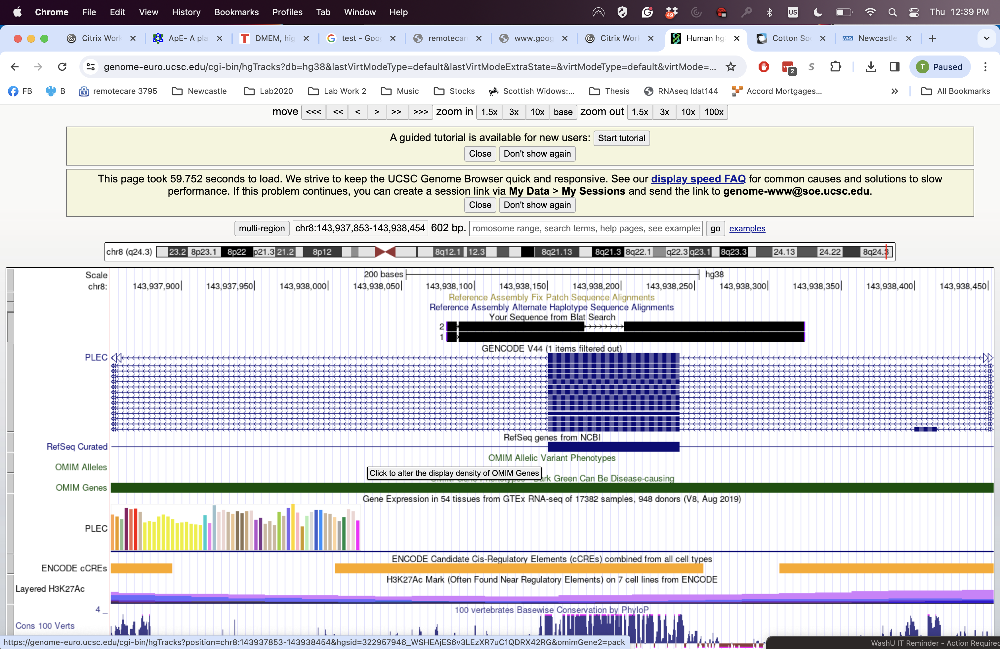 Chrome File Edit View History Bookmarks Profiles Tab Window Help 49 US Thu 12:39 PM
Citrix Work ApE- A pla DMEM, hig test - Goo remotecar www.goog Citrix Work Human hg Cotton So NHS Newcastle
genome-euro.ucsc.edu/cgi-bin/hgTracks?db=hg38&lastVirtModeType=default&lastVirtModeExtraState=&virtModeType=default&virtMode=... 2 S T Paused
FB B remotecare 3795 Newcastle Lab2020 Lab Work 2 Music Stocks Scottish Widows:... Thesis RNAseq Idat144 Accord Mortgages... » All Bookmarks
move <<< << < > >> >>> zoom in 1.5x 3x 10x base zoom out 1.5x 3x 10x 100x
A guided tutorial is available for new users: Start tutorial
Close Don't show again
This page took 59.752 seconds to load. We strive to keep the UCSC Genome Browser quick and responsive. See our display speed FAQ for common causes and solutions to slow
performance. If this problem continues, you can create a session link via My Data > My Sessions and send the link to genome-www@soe.ucsc.edu.
Close Don't show again
multi-region chr8:143,937,853-143,938,454 602 bp. romosome range, search terms, help pages, see examples go examples
chr8 (q24.3) 23.2 8p23.1 8p22 p21.3 21.2 8p12 8q12.1 12.3 8q21.13 8q21.3 8q22.1 q22.3 q23.1 8q23.3 24.13 24.22 8q24.3
Scale 200 bases hg38
chr8: 143,937,900 143,937,950 143,938,000 143,938,050 143,938,100 143,938,150 143,938,200 143,938,250 143,938,300 143,938,350 143,938,400 143,938,450
Reference Assembly Fix Patch Sequence Alignments
Reference Assembly Alternate Haplotype Sequence Alignments
Your Sequence from Blat Search
2
1
GENCODE V44 (1 items filtered out)
PLEC
RefSeq genes from NCBI
RefSeq Curated
OMIM Allelic Variant Phenotypes
OMIM Alleles
Click to alter the display density of OMIM Genes
Dark Green Can Be Disease-causing
OMIM Genes
Gene Expression in 54 tissues from GTEx RNA-seq of 17382 samples, 948 donors (V8, Aug 2019)
PLEC
ENCODE Candidate Cis-Regulatory Elements (cCREs) combined from all cell types
ENCODE cCREs
H3K27Ac Mark (Often Found Near Regulatory Elements) on 7 cell lines from ENCODE
Layered H3K27Ac
4 _ 100 vertebrates Basewise Conservation by PhyloP
Cons 100 Verts
https://genome-euro.ucsc.edu/cgi-bin/hgTracks?position=chr8:143937853-143938454&hgsid=322957946_WSHEAjES6v3LEzXR7uC1QDRX42RG&omimGene2=pack
WashU IT Reminder - Action Required